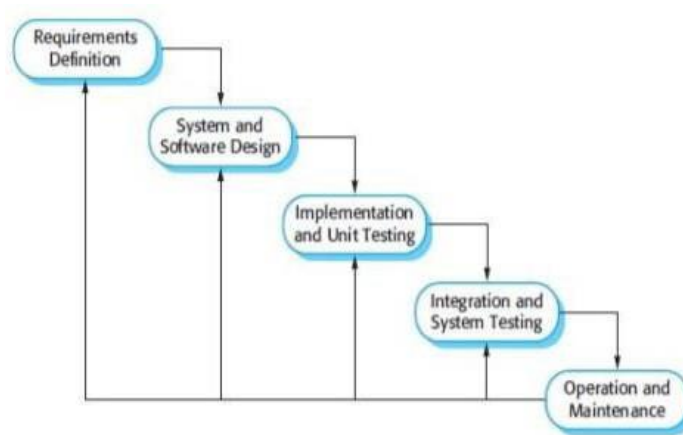 Requirements
Definition
System and
Software Design
Implementation
and Unit Testing
Integration and
System Testing
Operation and
Maintenance